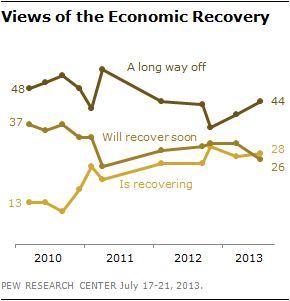 Views of the Economic Recovery
A long way off
48
44
37
Will recover soon
28
26
Is recovering
13
2010 2011 2012 2013
PEW RESEARCH CENTER July 17-21, 2013.